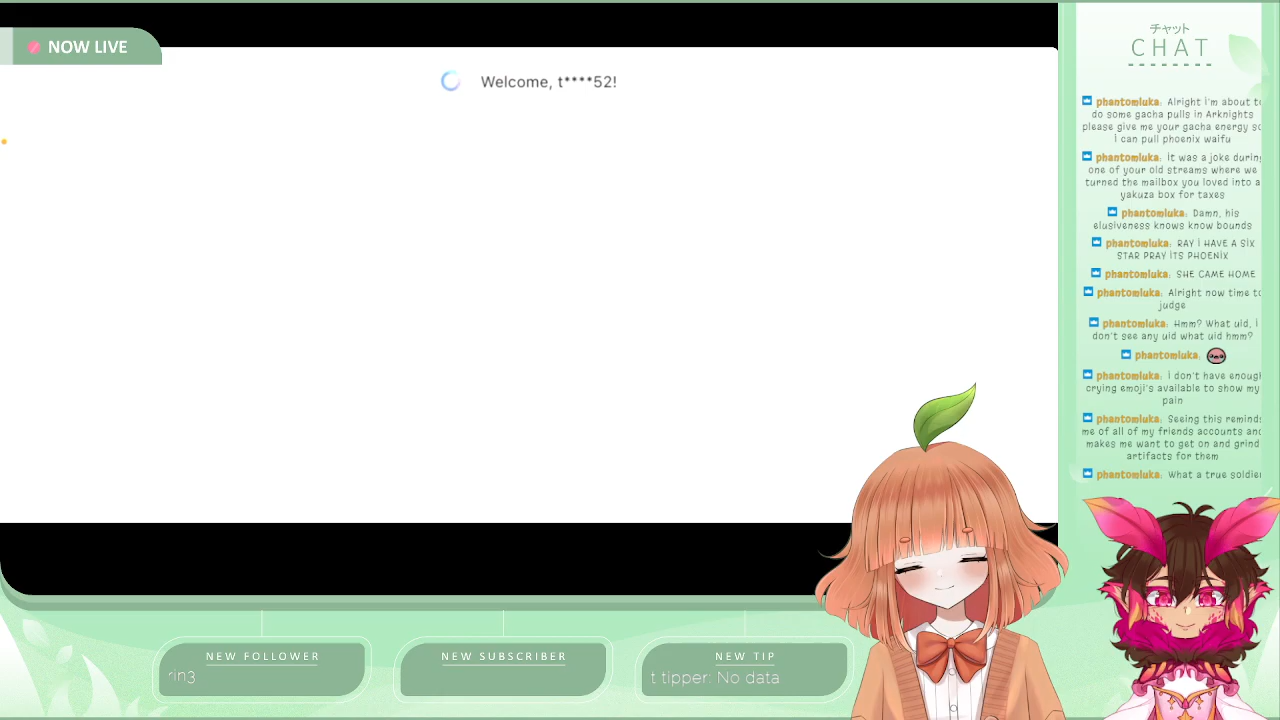 NOW LIVE
Welcome, t****52!
チャット
CHAT
phantomluka: Alright i'm about to
do some gacha pulls in Arknights
please give me your gacha energy so
i can pull phoenix waifu
phantomluka: it was a joke during
one of your old streams where we
turned the mailbox you loved into a
yakuza box for taxes
phantomluka: Damn, his
elusiveness knows know bounds
phantomluka: RAY i HAVE A SiX
STAR PRAY iTS PHOENiX
phantomluka: SHE CAME HOME
phantomluka: Alright now time to
judge
phantomluka: Hmm? What uid, i
don't see any uid what uid hmm?
phantomluka:
phantomluka: i don't have enough
crying emoji's available to show my
pain
phantomluka: Seeing this reminds
me of all of my friends accounts and
makes me want to get on and grind
artifacts for them
phantomluka: What a true soldier
NEW FOLLOWER
rin3
NEW SUBSCRIBER
NEW TIP
t tipper: No data